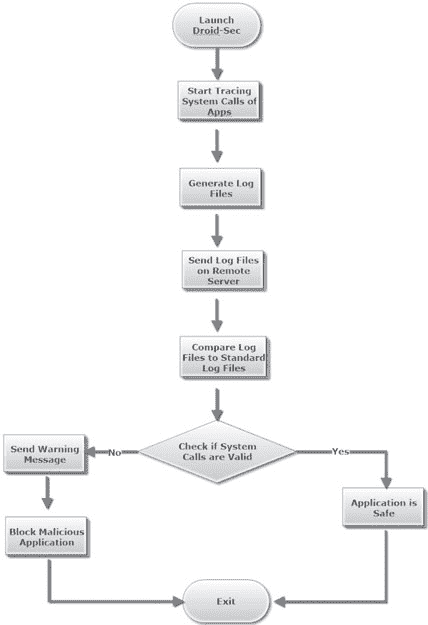 Launch
Droid-Sec
Start Tracing
System Calls of
Apps
Generate Log
Files
Send Log Files
on Remote
Server
Compare Log
Files to Standard
Log Files
Check if System
Calls are Valid
No
Yes
Send Warning
Message
Block Malicious
Application
Application is
Safe
Exit